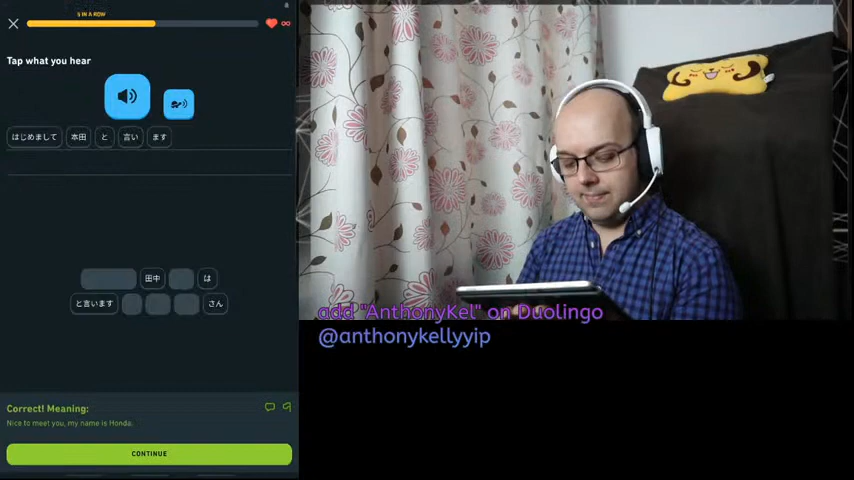 5 IN A ROW
Tap what you hear
はじめまして 本田 と 言い ます
田中 は
と言います さん
Correct! Meaning:
Nice to meet you, my name is Honda.
CONTINUE
add "AnthonyKel" on Duolingo
@anthonykellyyip